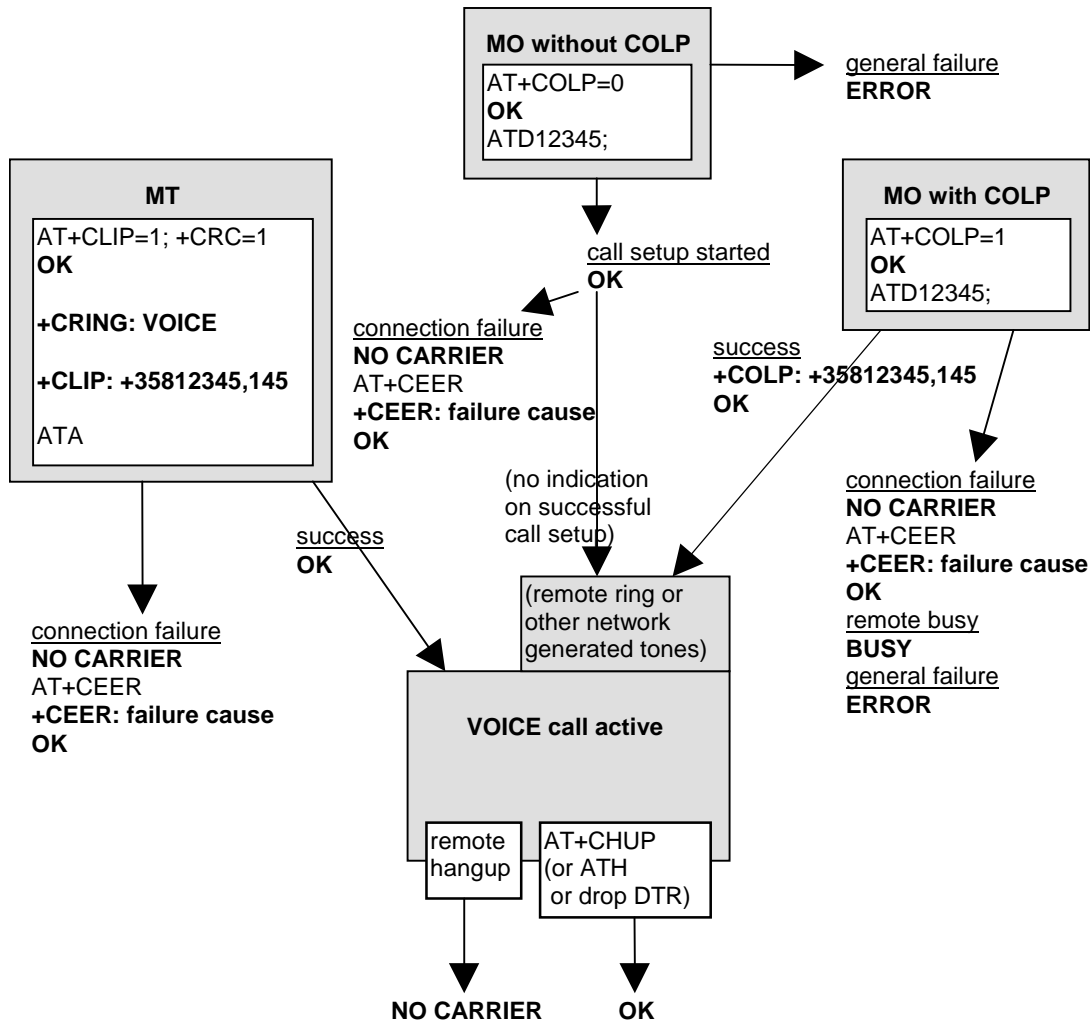 MO without COLP
AT+COLP=0
OK
ATD12345;
general failure
ERROR
MT
AT+CLIP=1; +CRC=1
OK
+CRING: VOICE
+CLIP: +35812345,145
ATA
MO with COLP
AT+COLP=1
OK
ATD12345;
call setup started
OK
connection failure
NO CARRIER
AT+CEER
+CEER: failure cause
OK
success
+COLP: +35812345,145
OK
(no indication
on successful
call setup)
success
OK
connection failure
NO CARRIER
AT+CEER
+CEER: failure cause
OK
remote busy
BUSY
general failure
ERROR
connection failure
NO CARRIER
AT+CEER
+CEER: failure cause
OK
(remote ring or
other network
generated tones)
VOICE call active
remote
hangup
AT+CHUP
(or ATH
or drop DTR)
NO CARRIER
OK